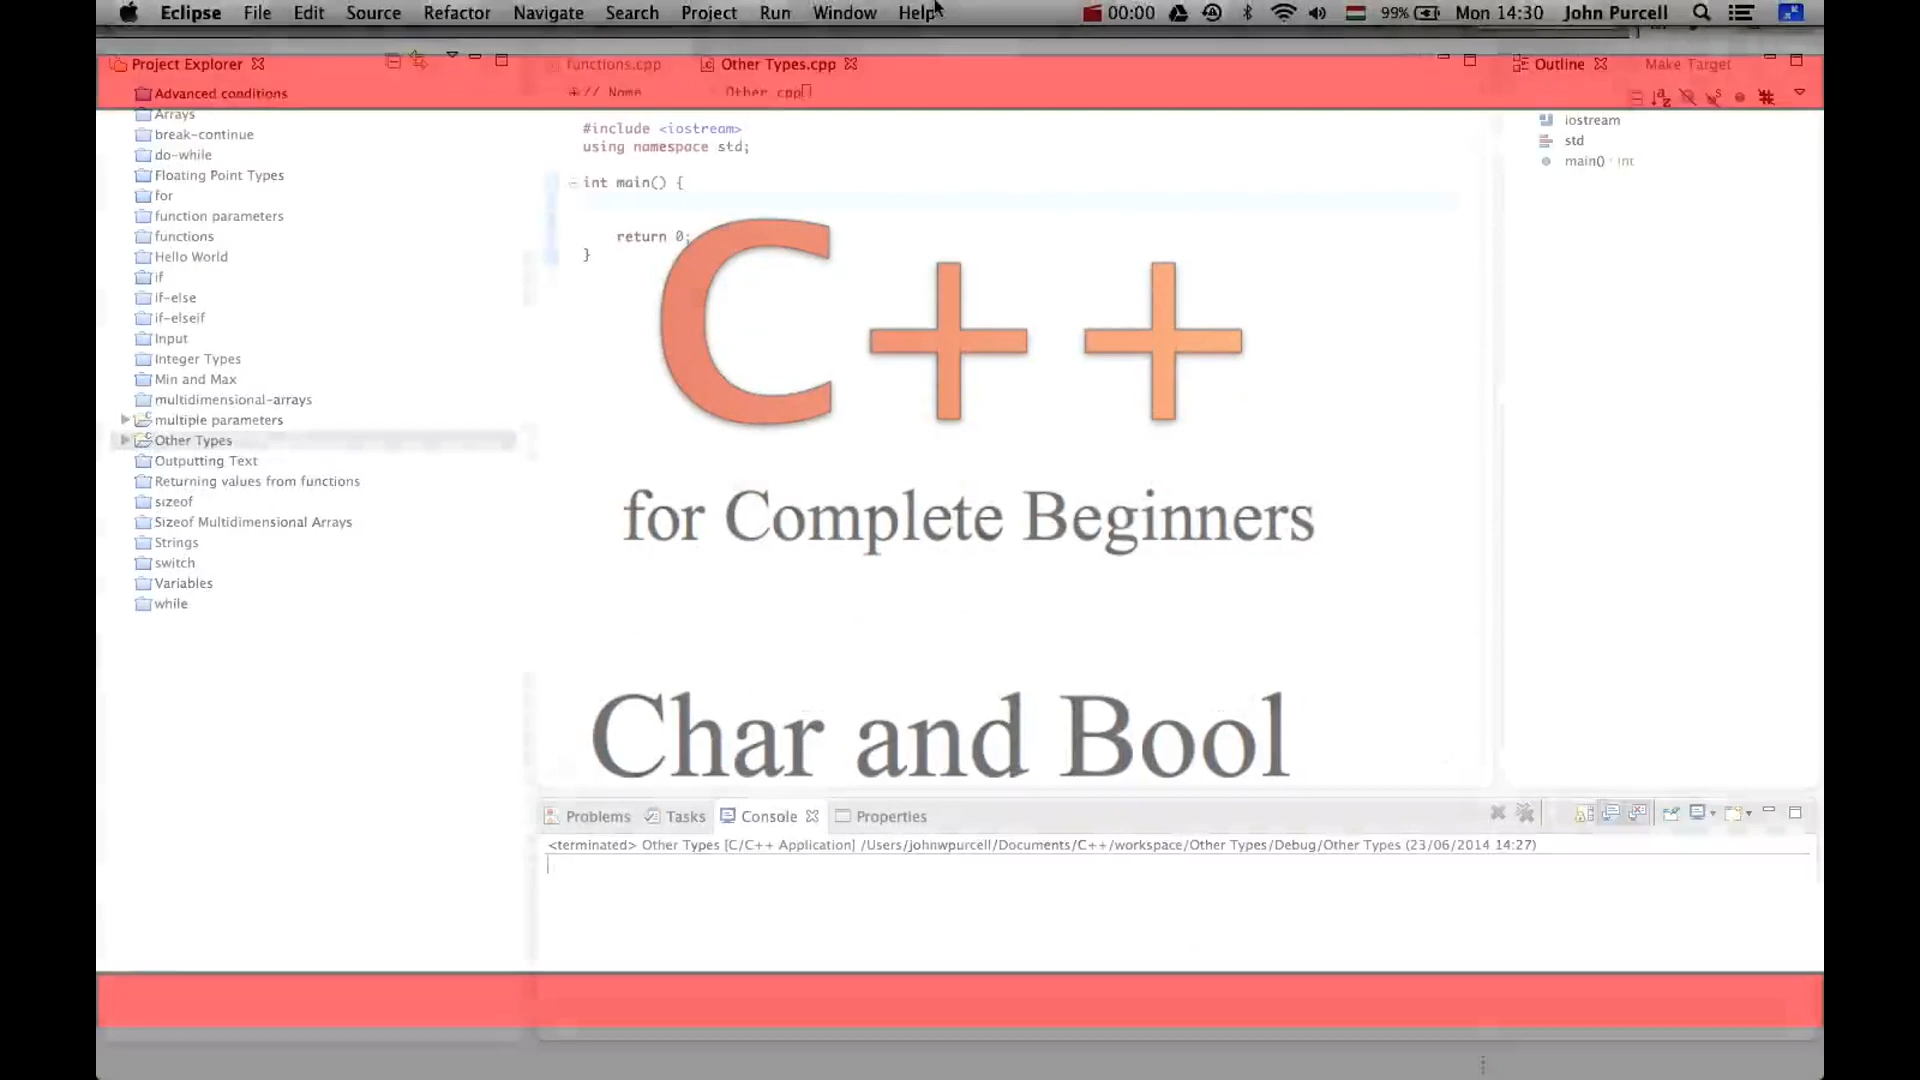 Eclipse File Edit Source Refactor Navigate Search Project Run Window Help 00:00 99% Mon 14:30 John Purcell
Project Explorer
Advanced conditions
Arrays
break-continue
do-while
Floating Point Types
for
function parameters
functions
Hello World
if
if-else
if-elseif
Input
Integer Types
Min and Max
multidimensional-arrays
multiple parameters
Other Types
Outputting Text
Returning values from functions
sizeof
Sizeof Multidimensional Arrays
Strings
switch
Variables
while
functions.cpp Other Types.cpp
// Name Other cpp
#include <iostream>
using namespace std;
int main() {
return 0;
}
C++
for Complete Beginners
Char and Bool
Outline Make Target
iostream
std
main() : int
Problems Tasks Console Properties
<terminated> Other Types [C/C++ Application] /Users/johnwpurcell/Documents/C++/workspace/Other Types/Debug/Other Types (23/06/2014 14:27)